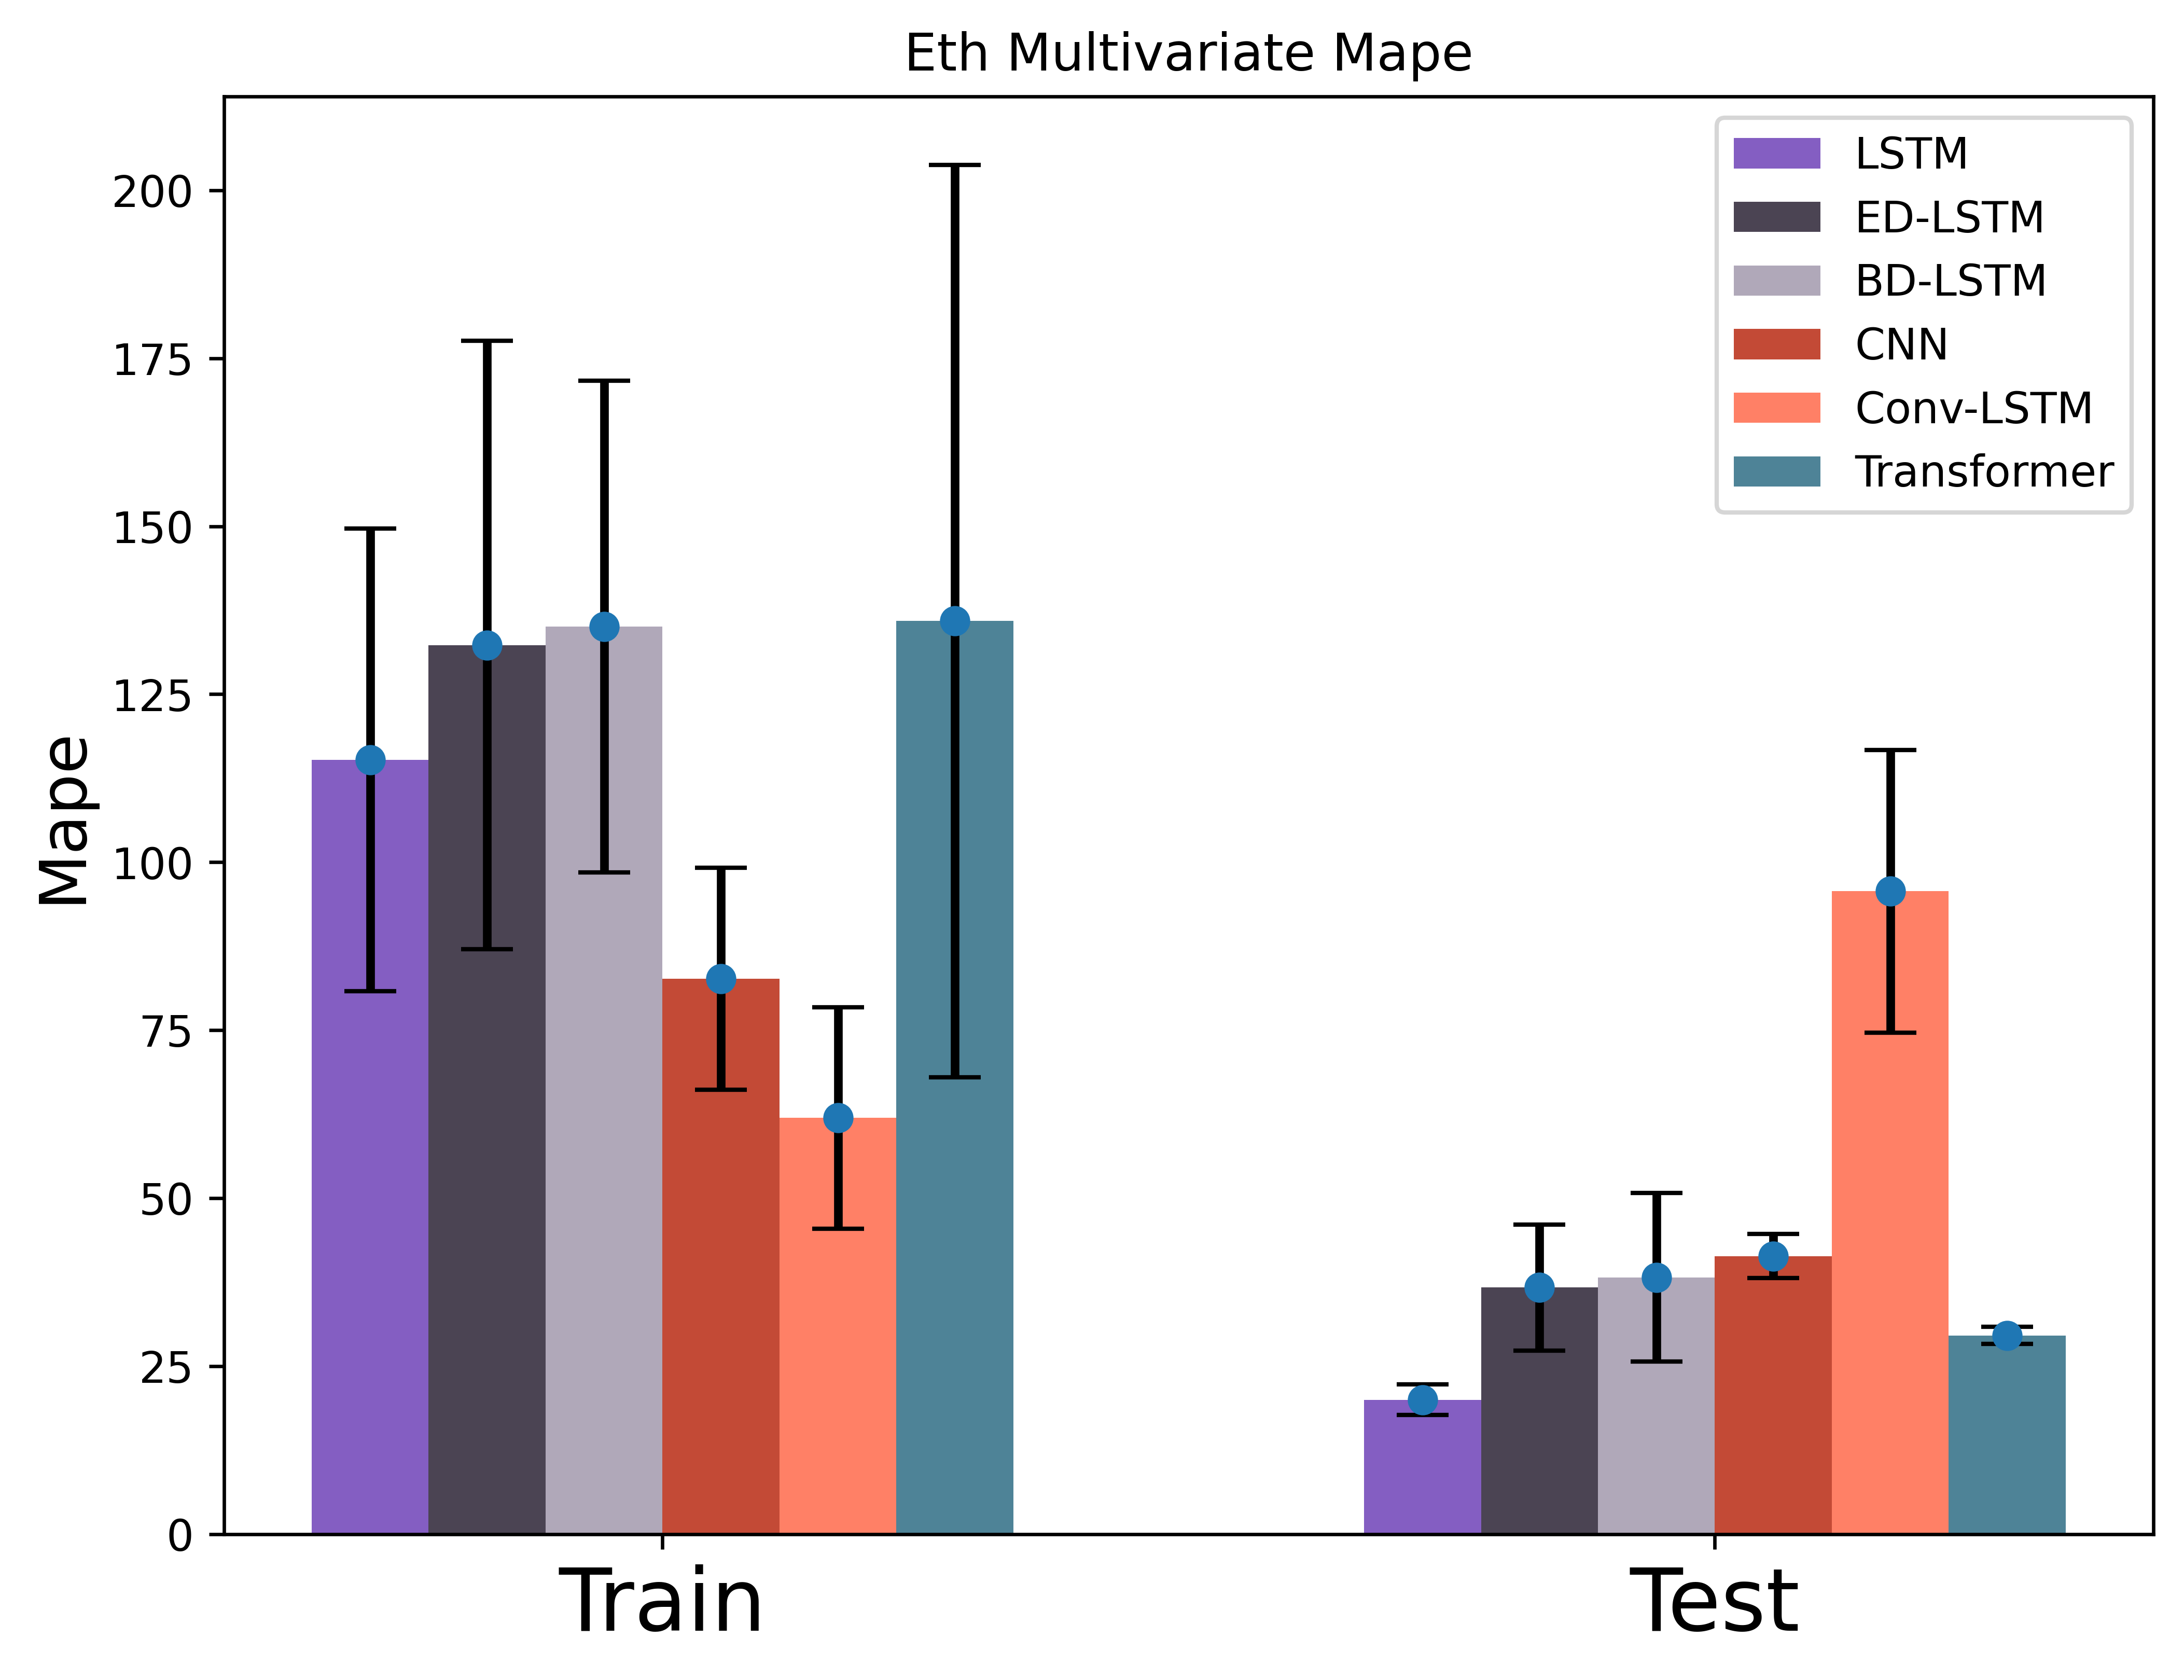 Eth Multivariate Mape
Mape
200
175
150
125
100
75
50
25
0
LSTM
ED-LSTM
BD-LSTM
CNN
Conv-LSTM
Transformer
Train
Test